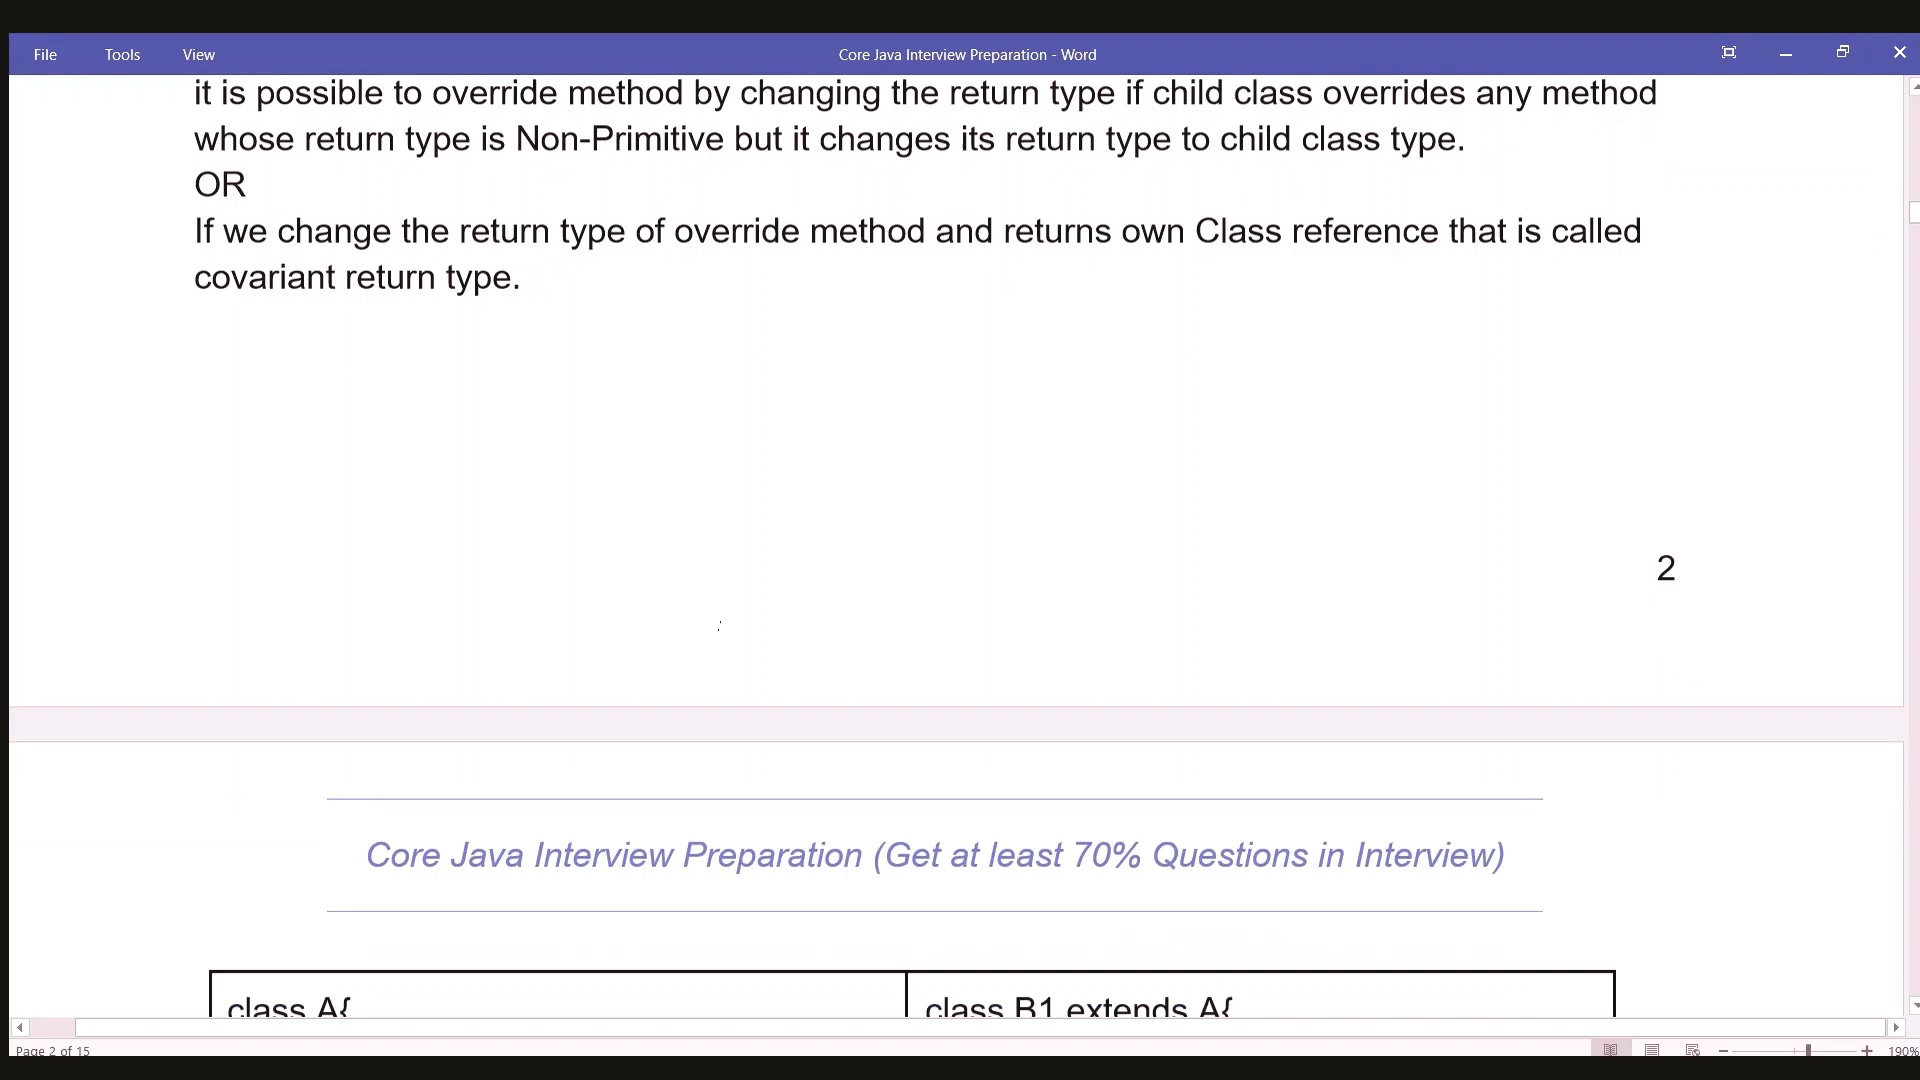 File Tools View Core Java Interview Preparation - Word
it is possible to override method by changing the return type if child class overrides any method
whose return type is Non-Primitive but it changes its return type to child class type.
OR
If we change the return type of override method and returns own Class reference that is called
covariant return type.
2
Core Java Interview Preparation (Get at least 70% Questions in Interview)
class A{ class B1 extends A{
Page 2 of 15 190%